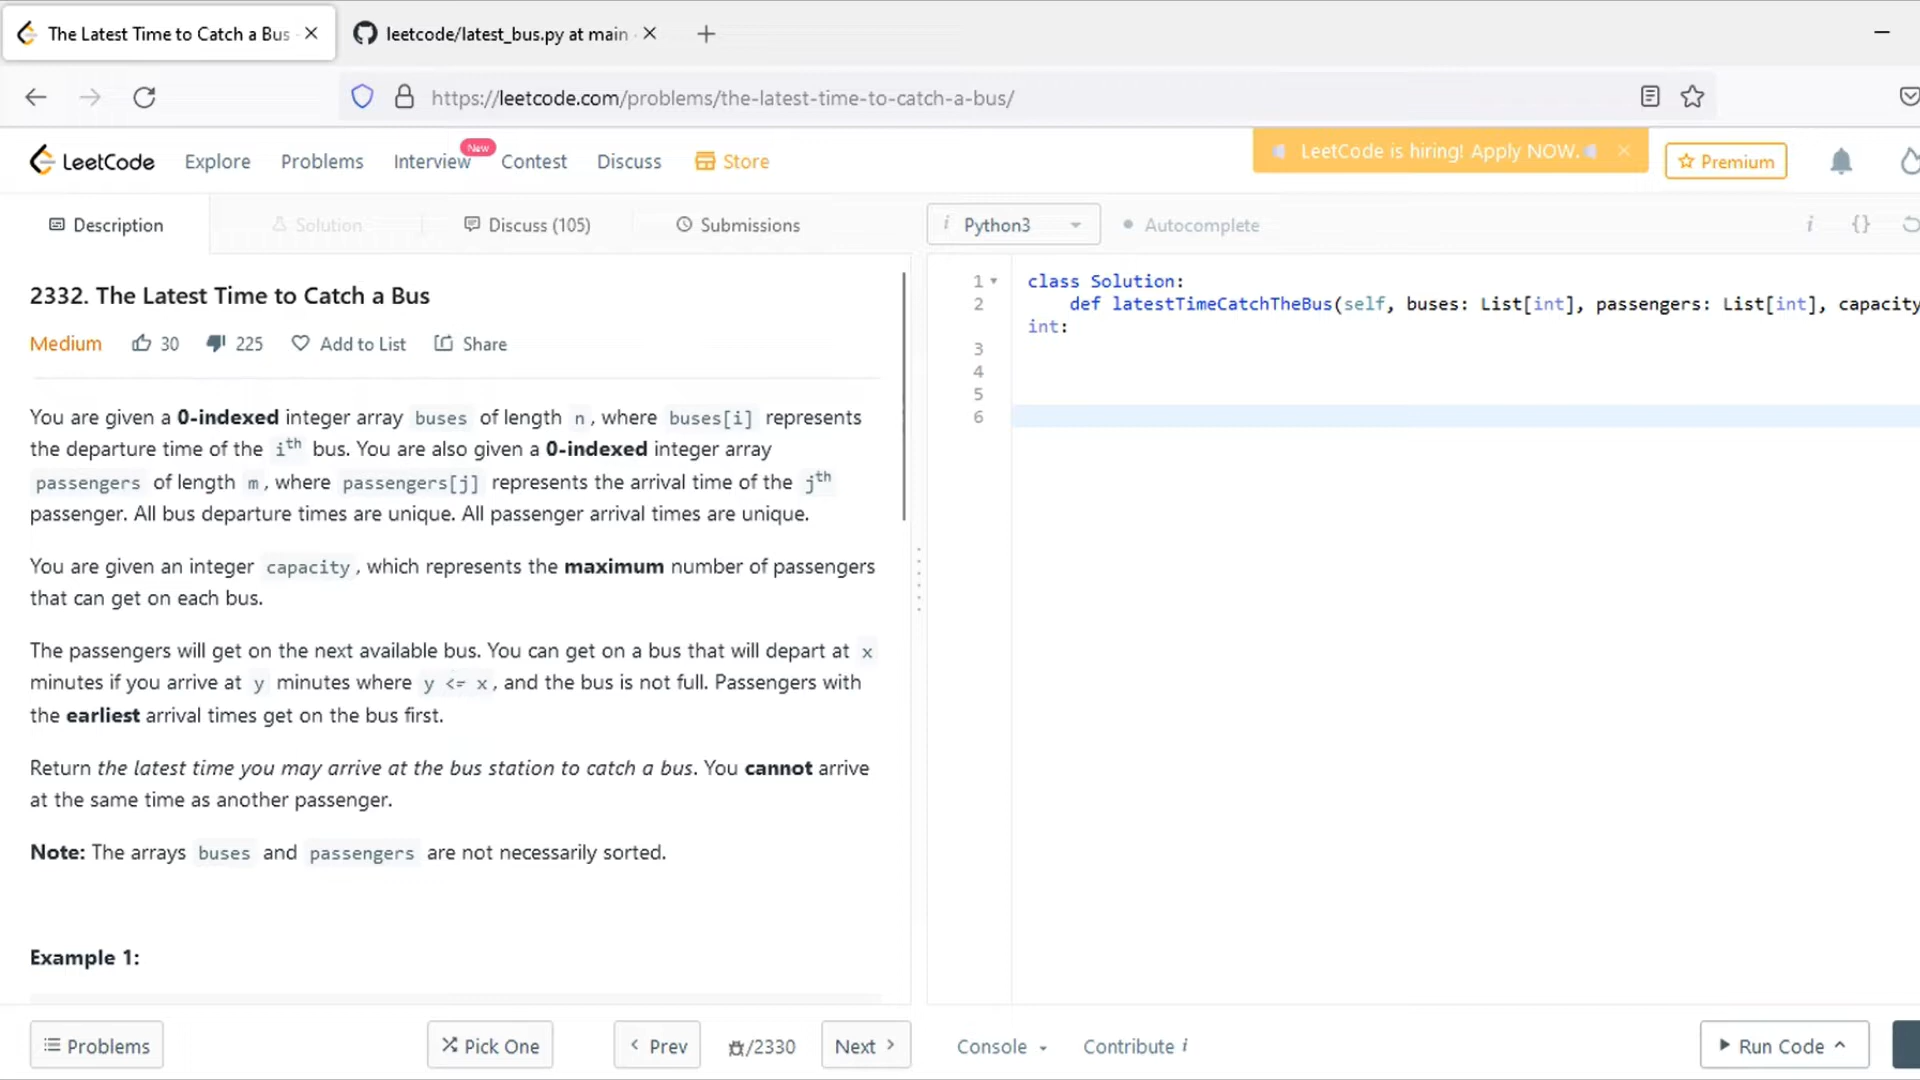 The Latest Time to Catch a Bus
leetcode/latest_bus.py at main
https://leetcode.com/problems/the-latest-time-to-catch-a-bus/
LeetCode Explore Problems Interview New Contest Discuss Store
LeetCode is hiring! Apply NOW.
Premium
Description Solution Discuss (105) Submissions
Python3 Autocomplete i {}
2332. The Latest Time to Catch a Bus
Medium 30 225 Add to List Share
You are given a 0-indexed integer array buses of length n, where buses[i] represents
the departure time of the ith bus. You are also given a 0-indexed integer array
passengers of length m, where passengers[j] represents the arrival time of the jth
passenger. All bus departure times are unique. All passenger arrival times are unique.
You are given an integer capacity, which represents the maximum number of passengers
that can get on each bus.
The passengers will get on the next available bus. You can get on a bus that will depart at x
minutes if you arrive at y minutes where y <= x, and the bus is not full. Passengers with
the earliest arrival times get on the bus first.
Return the latest time you may arrive at the bus station to catch a bus. You cannot arrive
at the same time as another passenger.
Note: The arrays buses and passengers are not necessarily sorted.
Example 1:
1 class Solution:
2 def latestTimeCatchTheBus(self, buses: List[int], passengers: List[int], capacity
int:
3
4
5
6
Problems Pick One Prev /2330 Next Console Contribute i Run Code